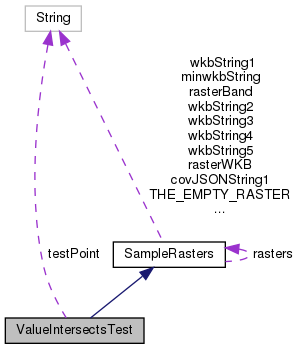 String
wkbString1
minwkbString
rasterBand
wkbString2
wkbString3
wkbString4
wkbString5
rasterWKB
covJSONString1
THE_EMPTY_RASTER
...
testPoint
SampleRasters
rasters
ValueIntersectsTest